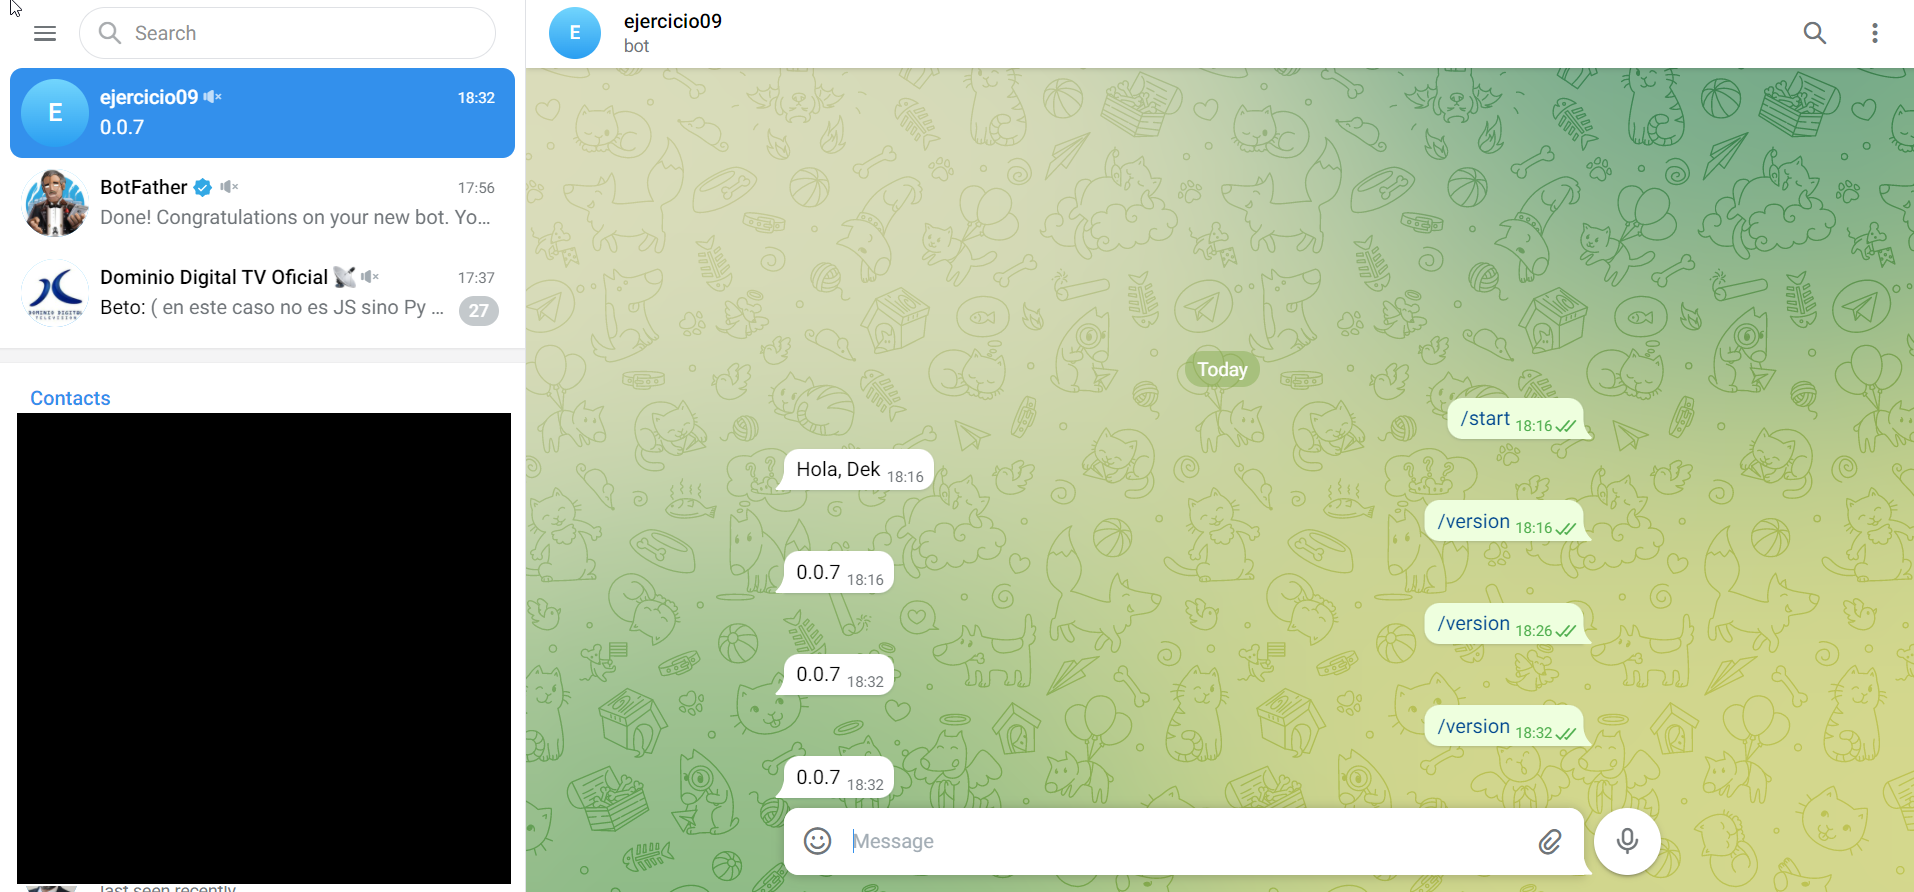 Search
ejercicio09
18:32
0.0.7
BotFather
17:56
Done! Congratulations on your new bot. Yo...
Dominio Digital TV Oficial
17:37
Beto: ( en este caso no es JS sino Py ...
27
DOMINIO DIGITAL
TELEVISION
Contacts
last seen recently
E
E
ejercicio09
bot
Today
/start 18:16
Hola, Dek 18:16
/version 18:16
0.0.7 18:16
/version 18:26
0.0.7 18:32
/version 18:32
0.0.7 18:32
Message